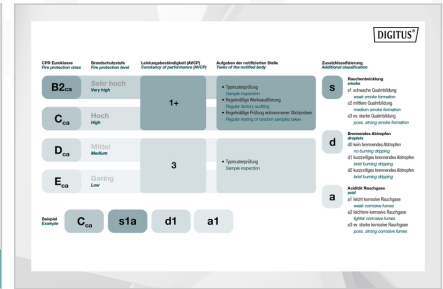 DIGITUS®
CPR Euroklasse
Fire protection class
Brandschutzstufe
Fire protection level
Leistungsbeständigkeit (AVCP)
Constancy of performance (AVCP)
Aufgaben der notifizierten Stelle
Tasks of the notified body
Zusatzklassifizierung
Additional classification
B2ca
Sehr hoch
Very high
Cca
Hoch
High
1+
• Typmusterprüfung
Sample inspection
• Regelmäßige Werksauditierung
Regular factory auditing
• Regelmäßige Prüfung entnommener Stichproben
Regular testing of random samples taken
Dca
Mittel
Medium
Eca
Gering
Low
3
• Typmusterprüfung
Sample inspection
s
Rauchentwicklung
smoke
s1 schwache Qualmbildung
weak smoke formation
s2 mittlere Qualmbildung
medium smoke formation
s3 ev. starke Qualmbildung
poss. strong smoke formation
d
Brennendes Abtropfen
droplets
d0 kein brennendes Abtropfen
no burning dripping
d1 kurzzeitiges brennendes Abtropfen
brief burning dripping
d2 kurzzeitiges brennendes Abtropfen
brief burning dripping
a
Acidität Rauchgase
acid
a1 leicht korrosive Rauchgase
weak corrosive fumes
a2 leichtere korrosive Rauchgase
lighter corrosive fumes
a3 ev. starke korrosive Rauchgase
poss. strong corrosive fumes
Beispiel
Example
Cca
s1a
d1
a1